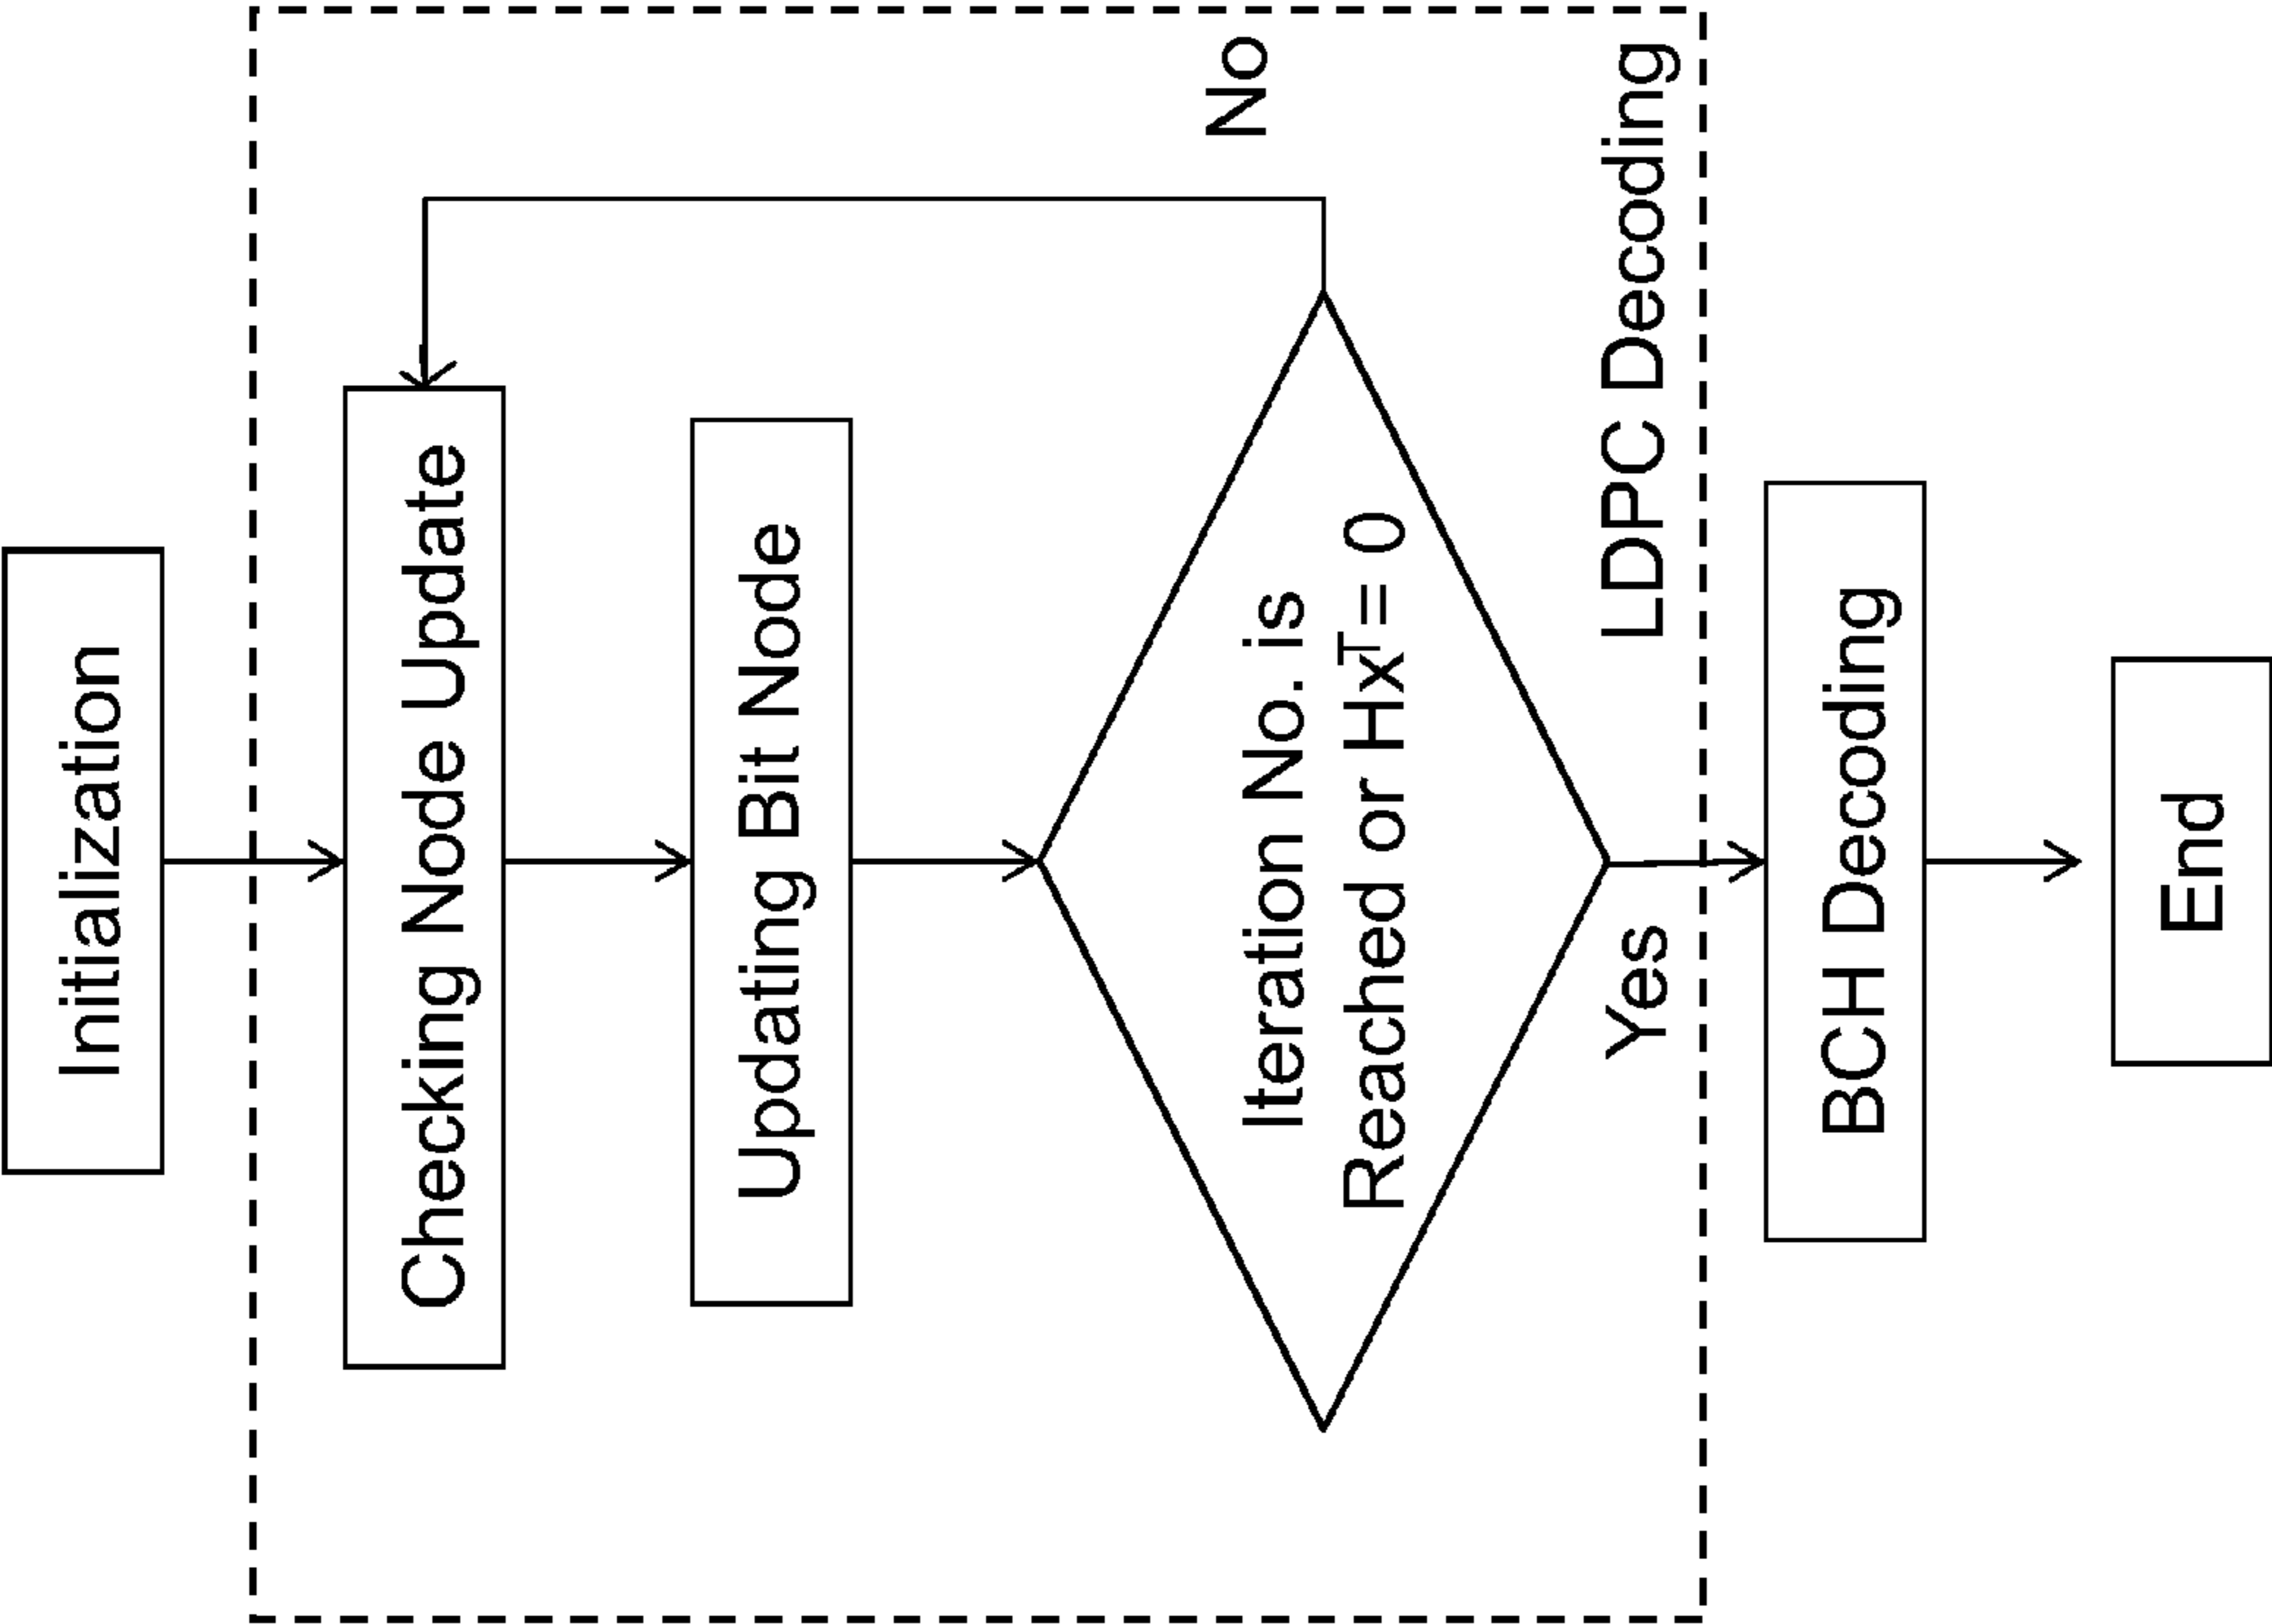 Initialization
Checking Node Update
Updating Bit Node
No
Iteration No. is
Reached or Hxᵀ= 0
Yes
LDPC Decoding
BCH Decoding
End